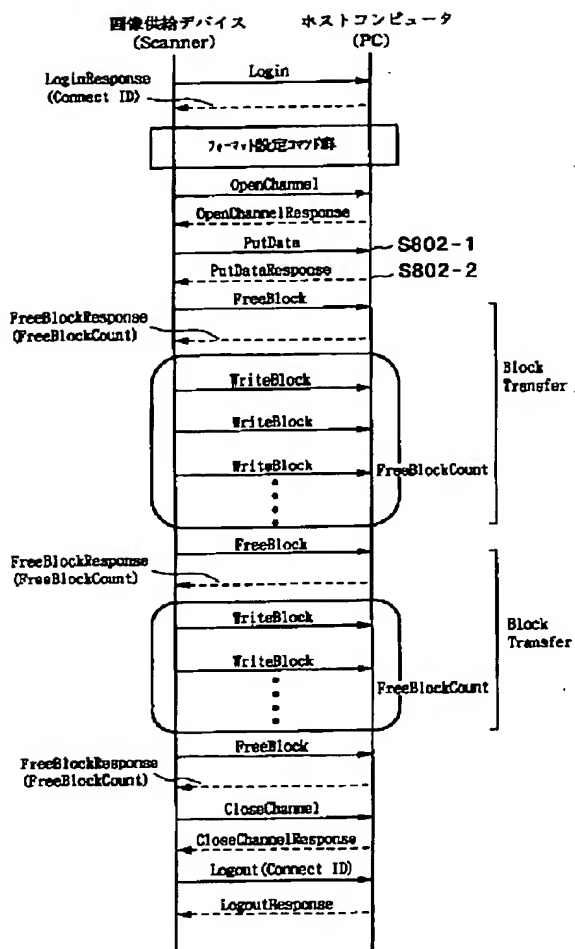 画像供給デバイス ホストコンピュータ
(Scanner) (PC)
Login
LoginResponse
(Connect ID)
フォーマット設定コマンド群
OpenChannel
OpenChannelResponse
PutData S802-1
PutDataResponse S802-2
FreeBlock
FreeBlockResponse
(FreeBlockCount)
Block
Transfer
WriteBlock
WriteBlock
WriteBlock FreeBlockCount
FreeBlock
FreeBlockResponse
(FreeBlockCount)
WriteBlock Block
Transfer
WriteBlock
FreeBlockCount
FreeBlock
FreeBlockResponse
(FreeBlockCount)
CloseChannel
CloseChannelResponse
Logout(Connect ID)
LogoutResponse